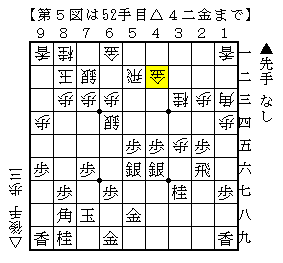 【第５図は52手目△４二金まで】
９ ８ ７ ６ ５ ４ ３ ２ １
香 桂 金 香 一
玉 銀 飛 金 二
歩 歩 歩 桂 歩 角 三
歩 銀 歩 四
歩 歩 歩 歩 五
歩 歩 銀 銀 飛 六
歩 歩 桂 歩 七
角 玉 金 八
香 桂 金 香 九
▲先手 なし
△後手 歩三